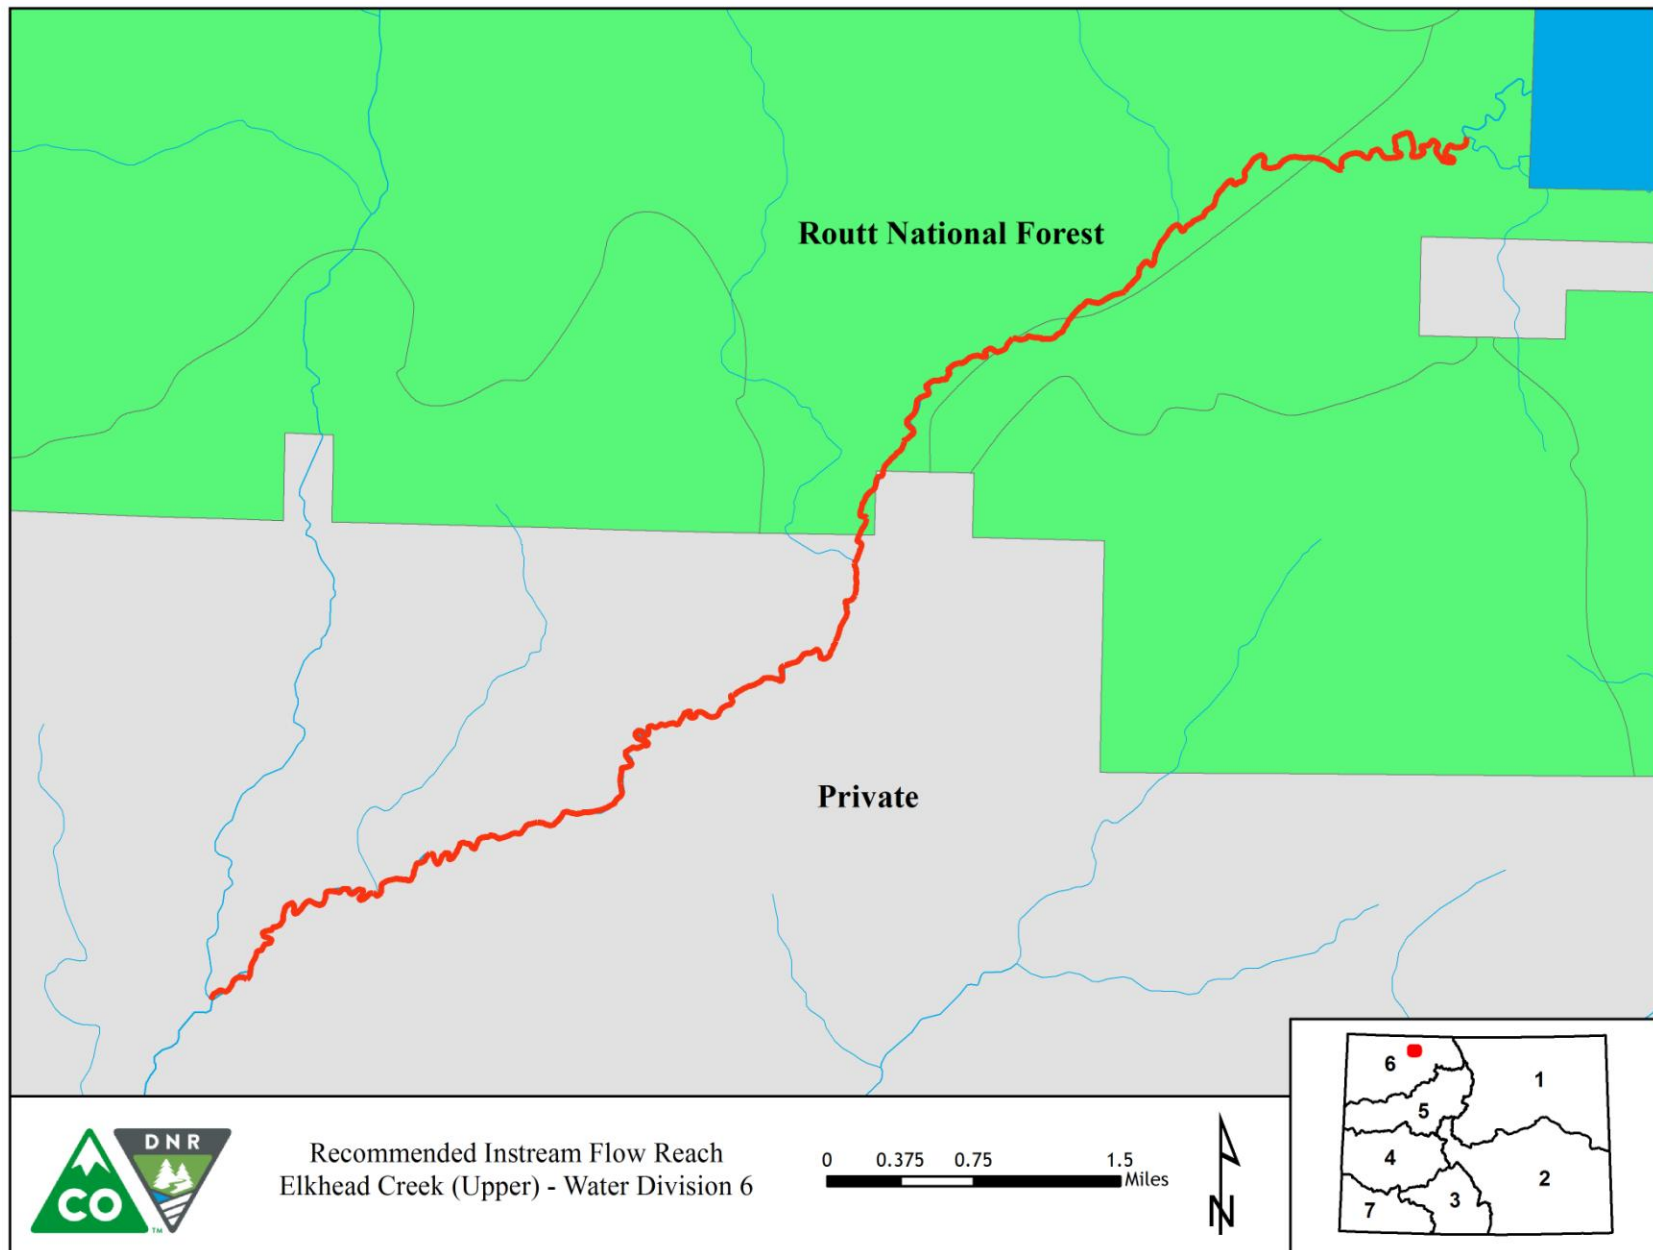 Routt National Forest
Private
DNR
CO
TM
Recommended Instream Flow Reach
Elkhead Creek (Upper) - Water Division 6
0 0.375 0.75 1.5
Miles
N
6
1
5
4
2
3
7